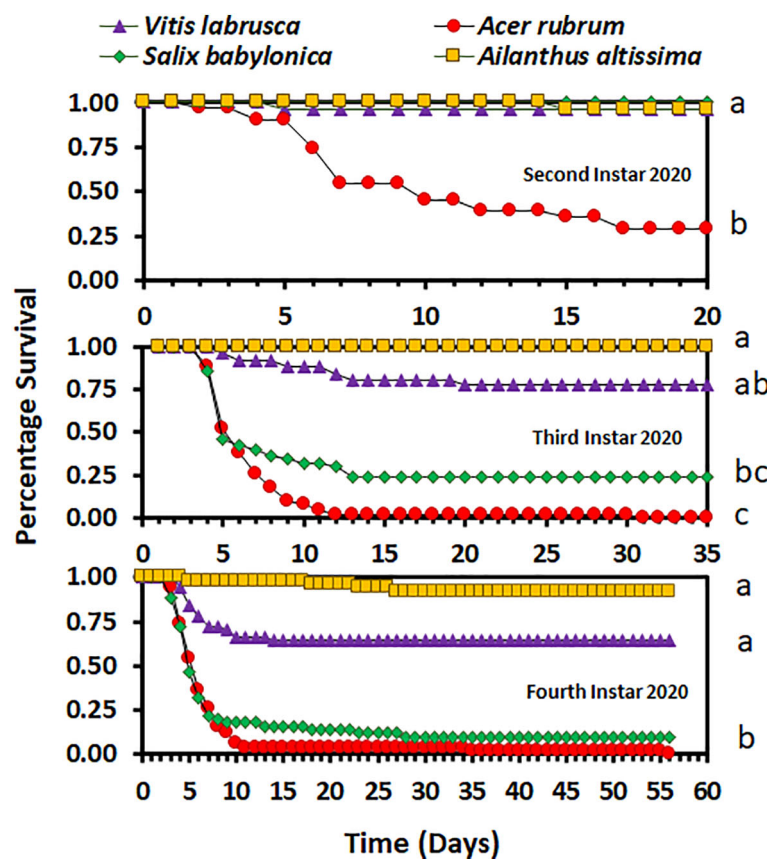 Vitis labrusca Acer rubrum
Salix babylonica Ailanthus altissima
Percentage Survival
1.00 a
0.75
0.50 Second Instar 2020
0.25 b
0.00
0 5 10 15 20
1.00 a
0.75 ab
0.50 Third Instar 2020
0.25 bc
0.00 c
0 5 10 15 20 25 30 35
1.00 a
0.75
a
0.50 Fourth Instar 2020
0.25
0.00 b
0 5 10 15 20 25 30 35 40 45 50 55 60
Time (Days)